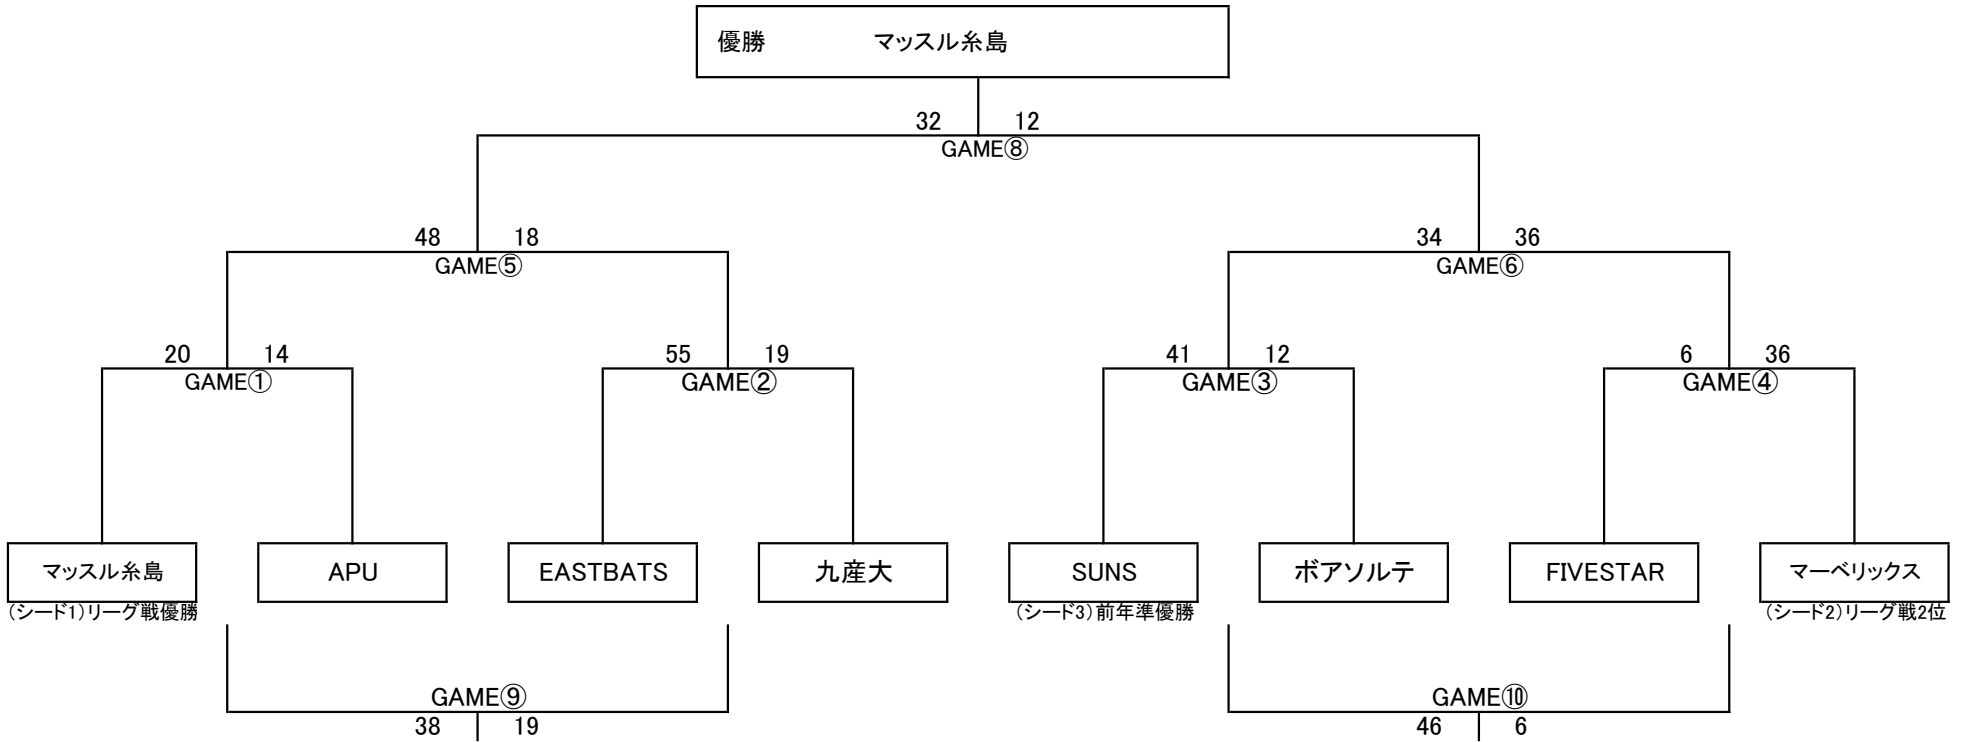 優勝 マッスル糸島
32 12
GAME⑧
48 18 34 36
GAME⑤ GAME⑥
20 14 55 19 41 12 6 36
GAME① GAME② GAME③ GAME④
マッスル糸島 APU EASTBATS 九産大 SUNS ボアソルテ FIVESTAR マーベリックス
(シード1)リーグ戦優勝 (シード3)前年準優勝 (シード2)リーグ戦2位
GAME⑨ GAME⑩
38 19 46 6